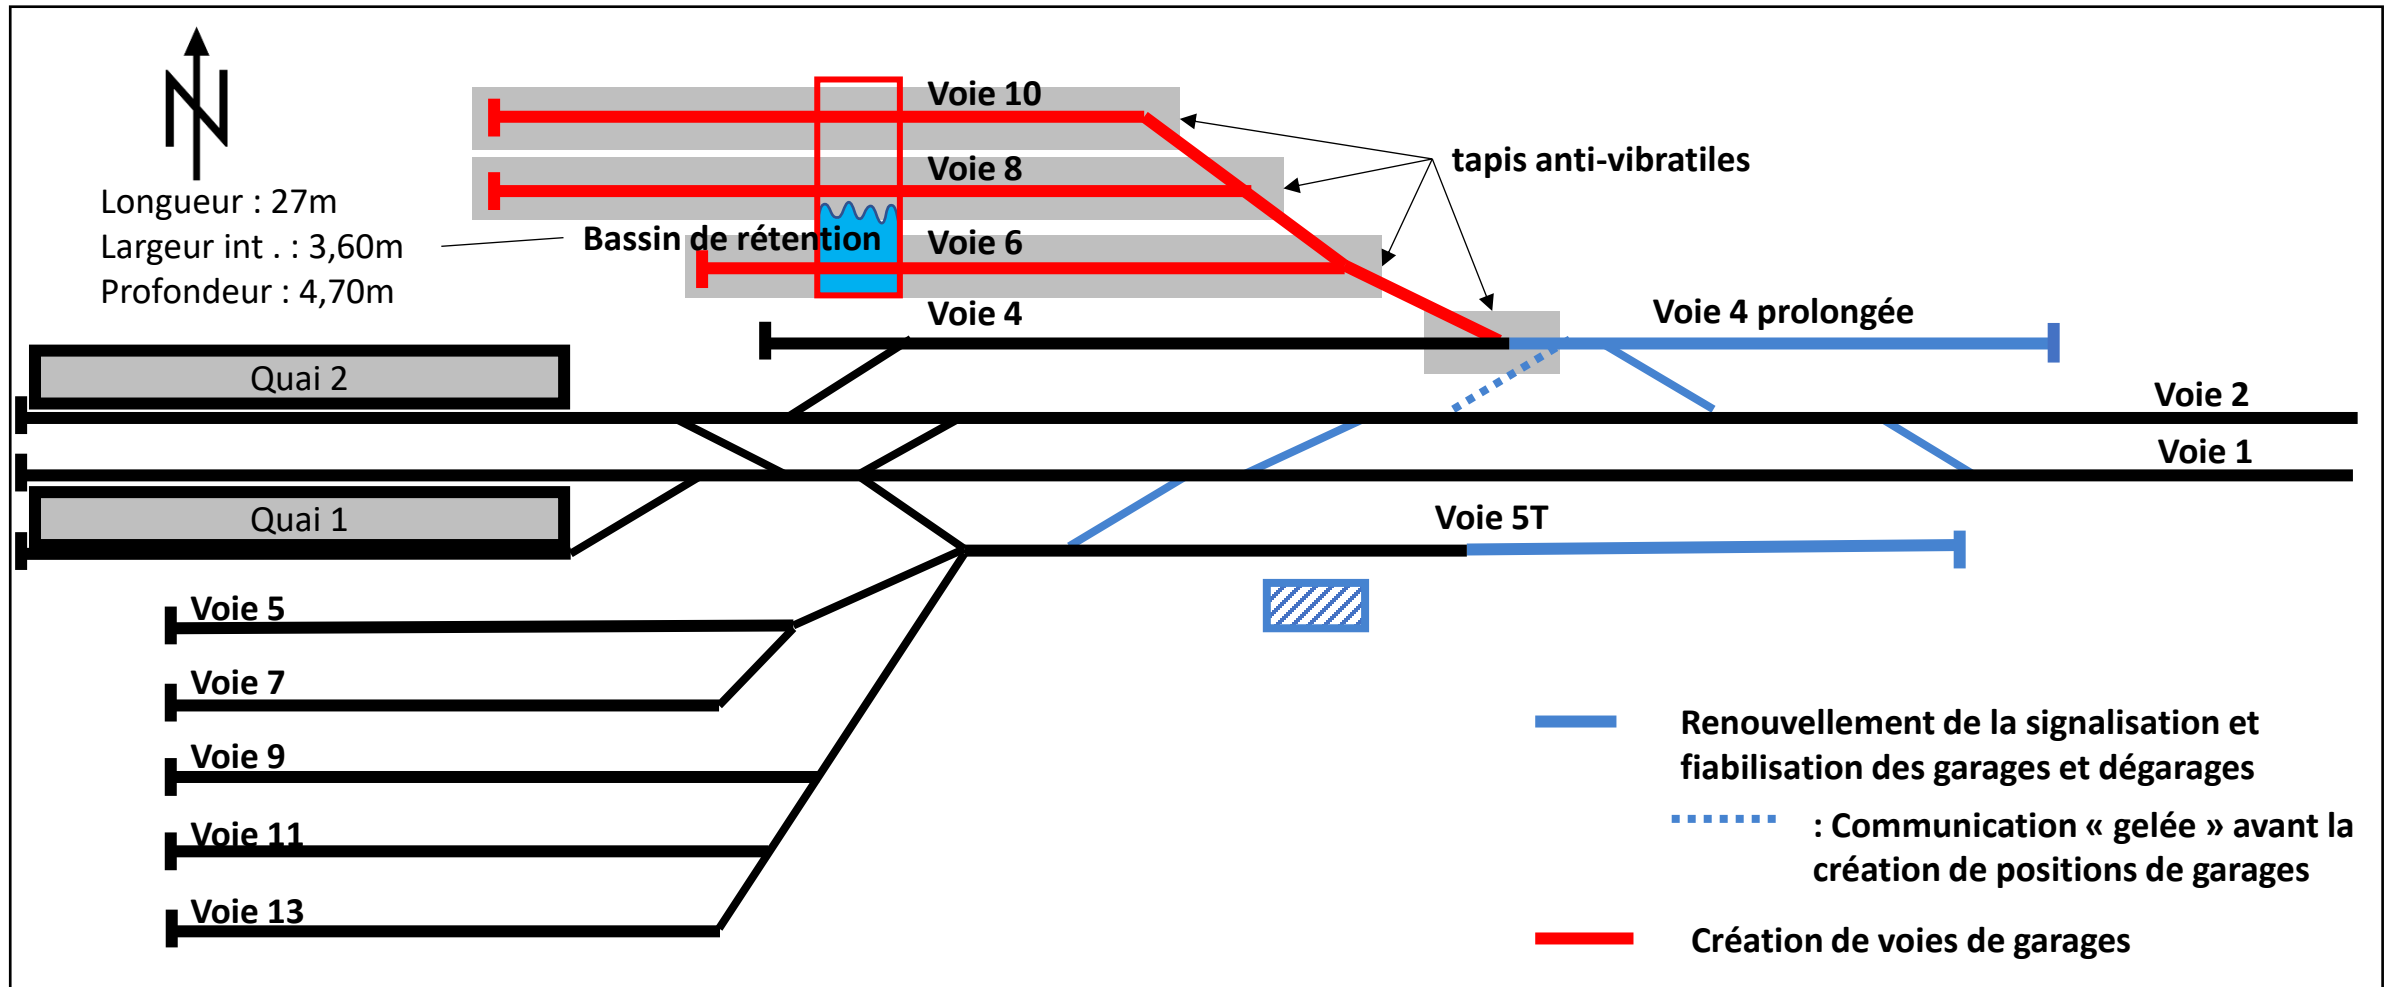 N
Longueur : 27m
Largeur int . : 3,60m
Profondeur : 4,70m
Voie 10
Voie 8
Bassin de rétention
Voie 6
tapis anti-vibratiles
Voie 4
Voie 4 prolongée
Quai 2
Voie 2
Voie 1
Quai 1
Voie 5T
Voie 5
Voie 7
Voie 9
Voie 11
Voie 13
Renouvellement de la signalisation et
fiabilisation des garages et dégarages
: Communication « gelée » avant la
création de positions de garages
Création de voies de garages